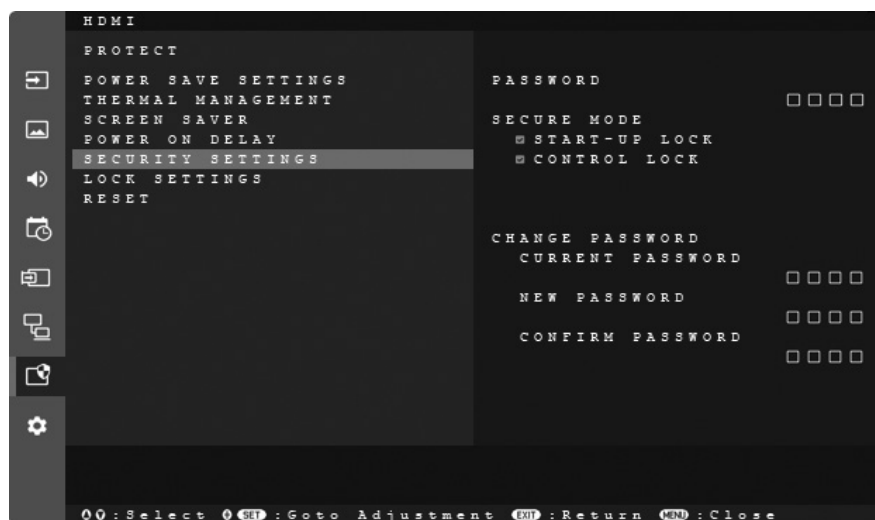 HDMI
PROTECT
POWER SAVE SETTINGS
THERMAL MANAGEMENT
SCREEN SAVER
POWER ON DELAY
SECURITY SETTINGS
LOCK SETTINGS
RESET
PASSWORD
SECURE MODE
START-UP LOCK
CONTROL LOCK
CHANGE PASSWORD
CURRENT PASSWORD
NEW PASSWORD
CONFIRM PASSWORD
:Select SET :Goto Adjustment EXIT :Return MENU :Close